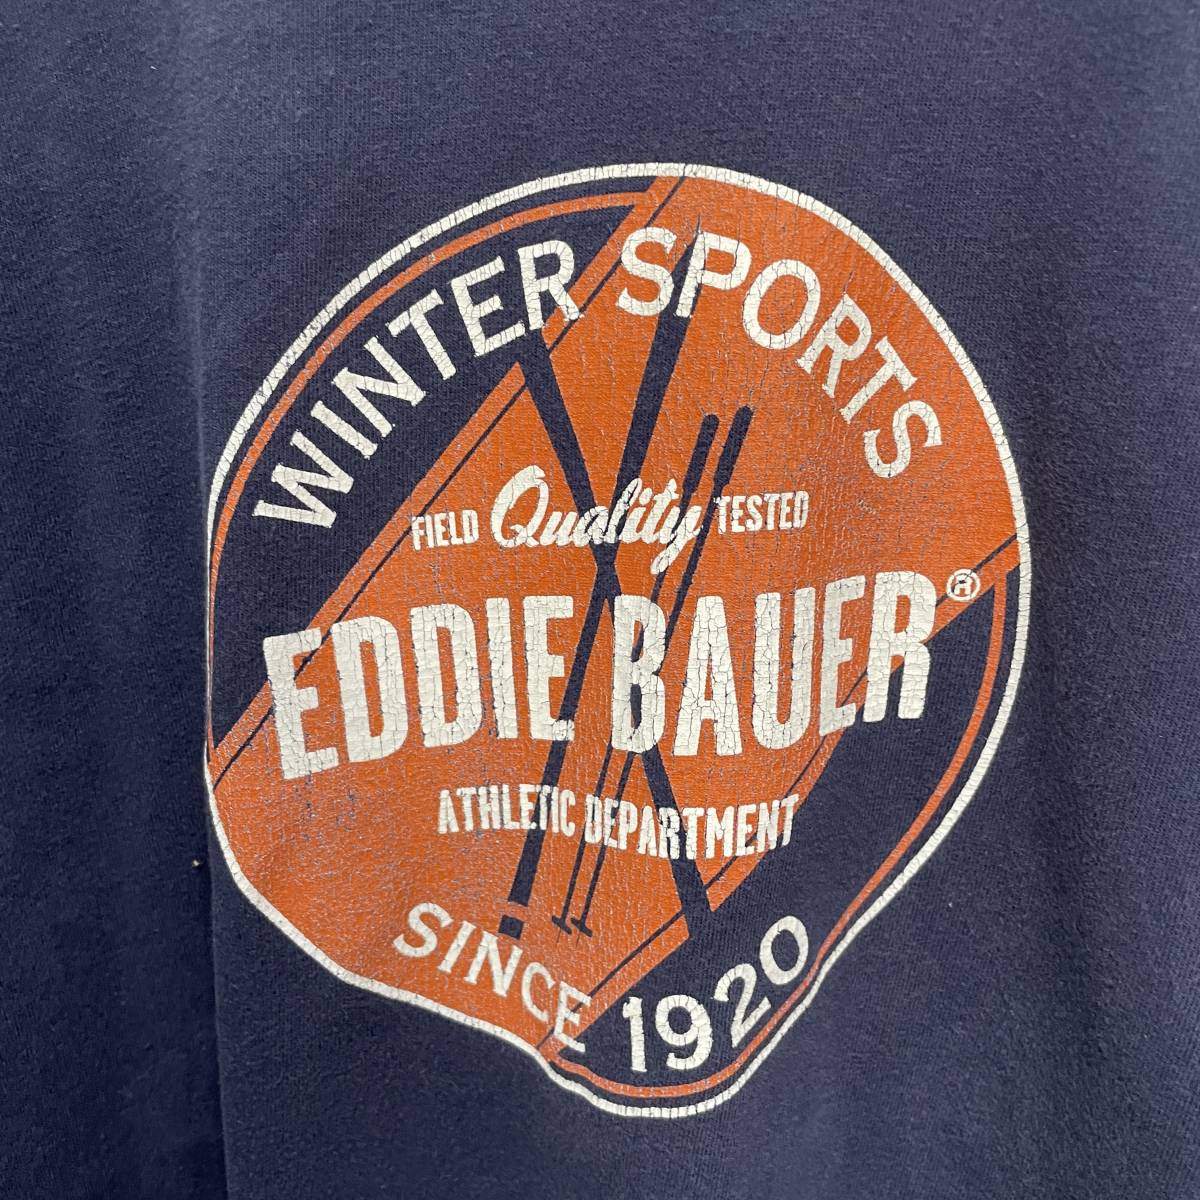 WINTER SPORTS
FIELD Quality TESTED
EDDIE BAUER®
ATHLETIC DEPARTMENT
SINCE 1920